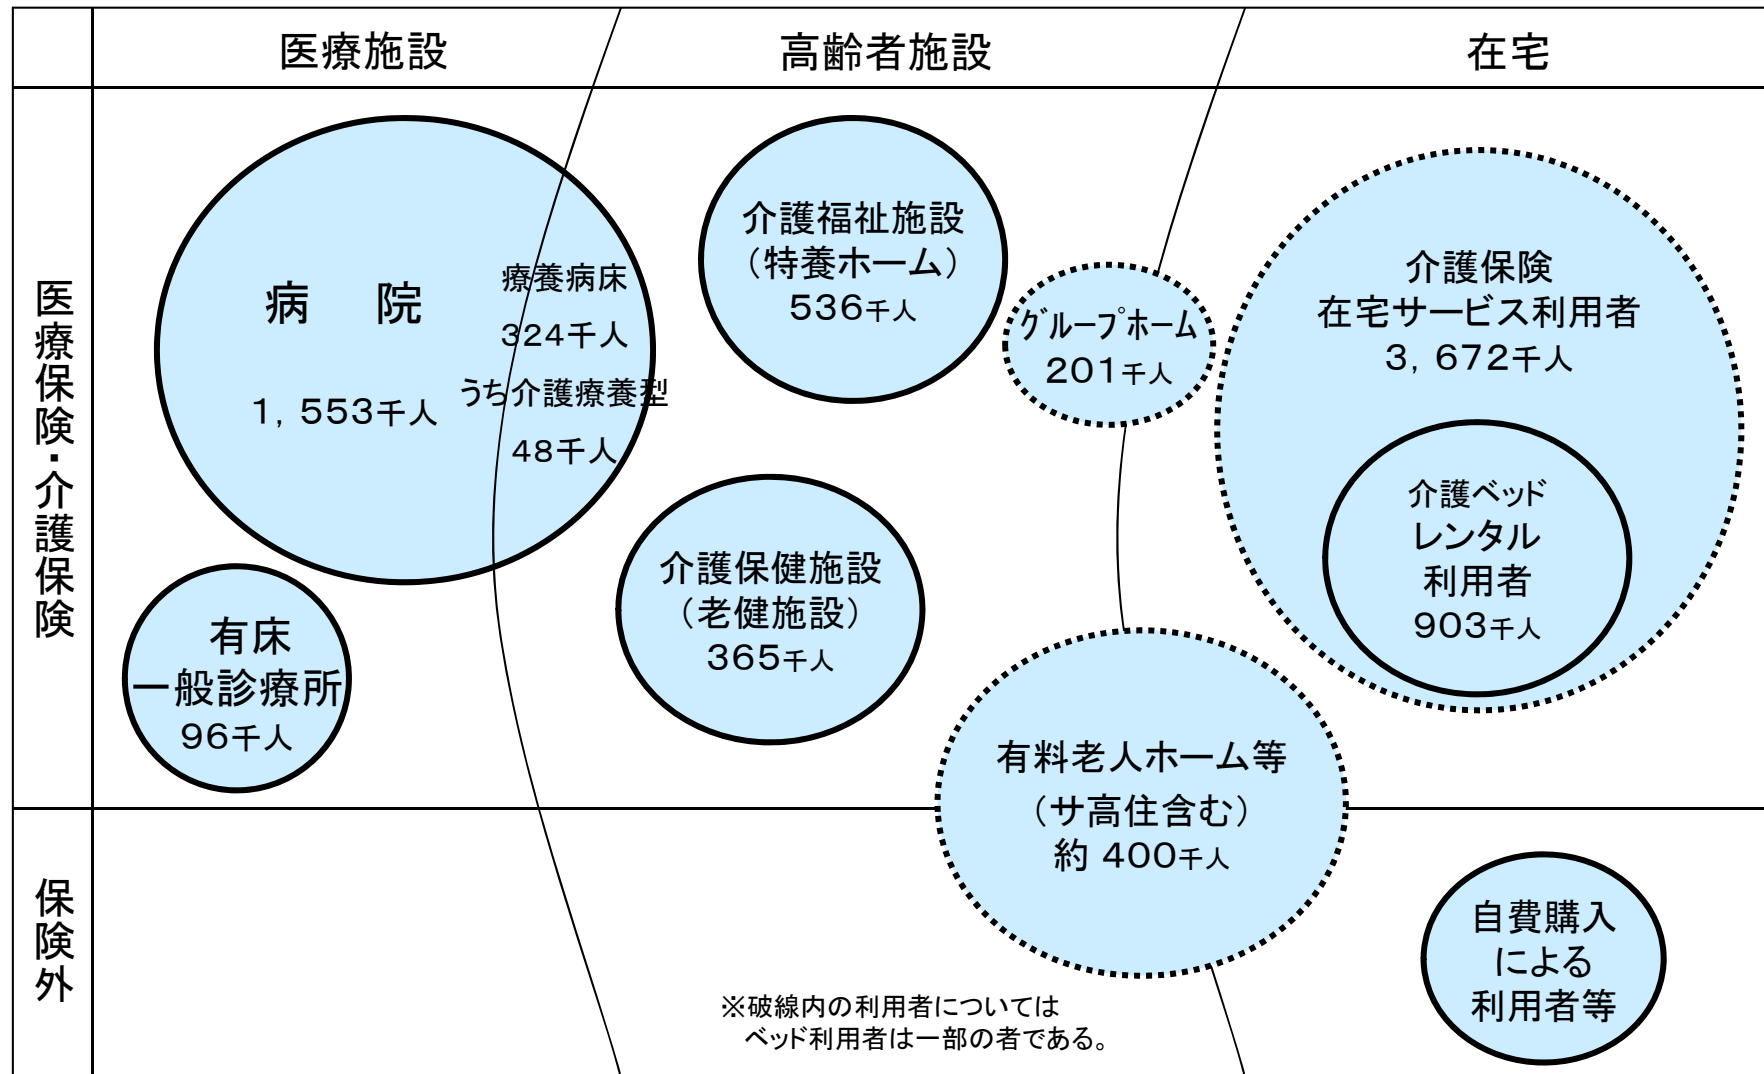 医療施設
高齢者施設
在宅
医療保険・介護保険
病　院
1，553千人
療養病床
324千人
うち介護療養型
48千人
有床
一般診療所
96千人
介護福祉施設
（特養ホーム）
536千人
グループホーム
201千人
介護保健施設
（老健施設）
365千人
介護保険
在宅サービス利用者
3，672千人
介護ベッド
レンタル
利用者
903千人
有料老人ホーム等
（サ高住含む）
約 400千人
保険外
自費購入
による
利用者等
※破線内の利用者については
ベッド利用者は一部の者である。